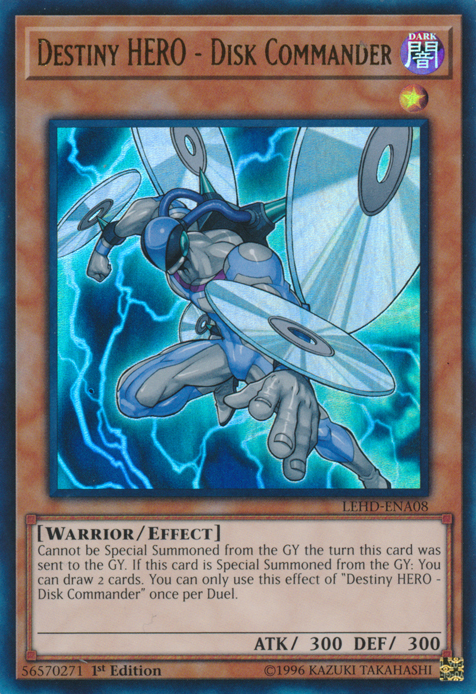 Destiny HERO - Disk Commander
DARK
闇
LEHD-ENA08
[Warrior/Effect]
Cannot be Special Summoned from the GY the turn this card was
sent to the GY. If this card is Special Summoned from the GY: You
can draw 2 cards. You can only use this effect of "Destiny HERO -
Disk Commander" once per Duel.
ATK/ 300 DEF/ 300
56570271 1st Edition ©1996 KAZUKI TAKAHASHI